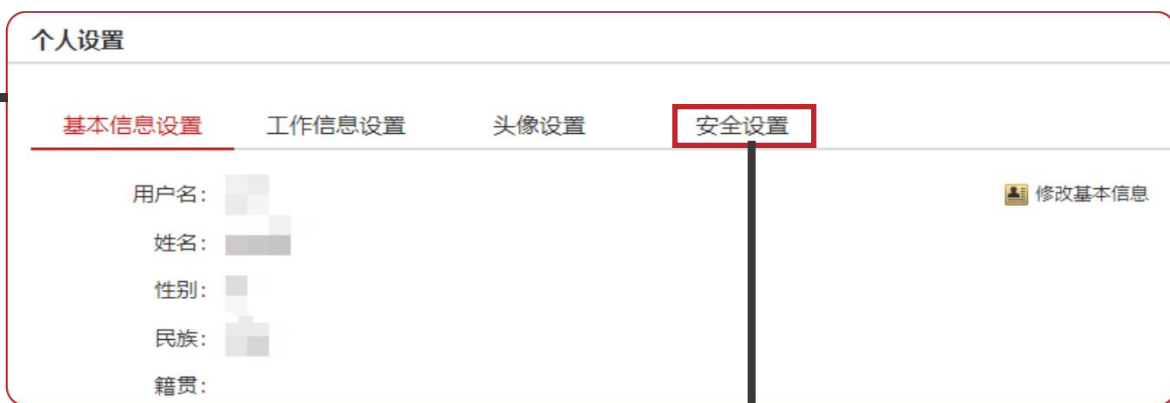 个人设置
基本信息设置 工作信息设置 头像设置 安全设置
用户名： 修改基本信息
姓名：
性别：
民族：
籍贯：